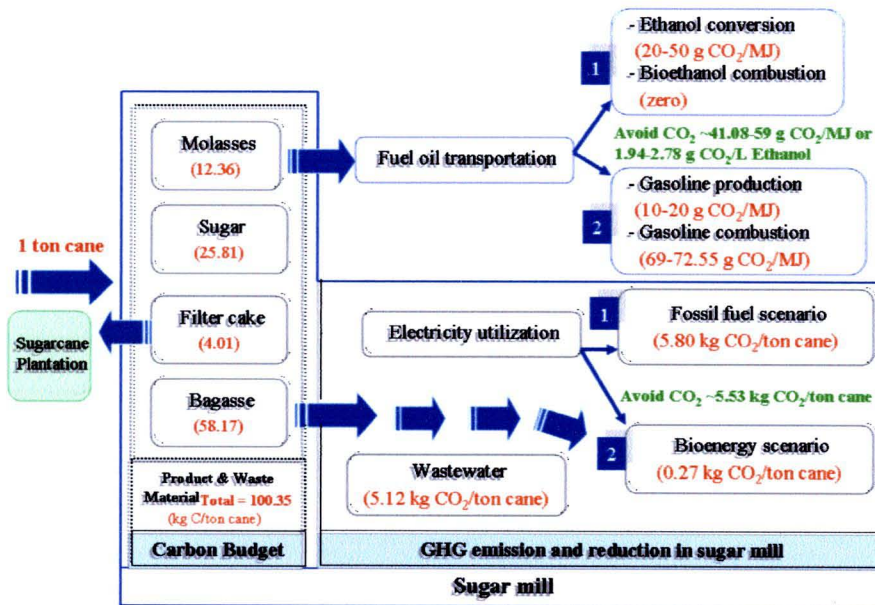 1 ton cane
Sugarcane
Plantation
Molasses
(12.36)
Sugar
(25.81)
Filter cake
(4.01)
Bagasse
(58.17)
Product & Waste
Material Total = 100.35
(kg C/ton cane)
Carbon Budget
Fuel oil transportation
1
- Ethanol conversion
(20-50 g CO₂/MJ)
- Bioethanol combustion
(zero)
Avoid CO₂ ~41.08-59 g CO₂/MJ or
1.94-2.78 g CO₂/L Ethanol
2
- Gasoline production
(10-20 g CO₂/MJ)
- Gasoline combustion
(69-72.55 g CO₂/MJ)
Electricity utilization
1
Fossil fuel scenario
(5.80 kg CO₂/ton cane)
Avoid CO₂ ~5.53 kg CO₂/ton cane
2
Bioenergy scenario
(0.27 kg CO₂/ton cane)
Wastewater
(5.12 kg CO₂/ton cane)
GHG emission and reduction in sugar mill
Sugar mill